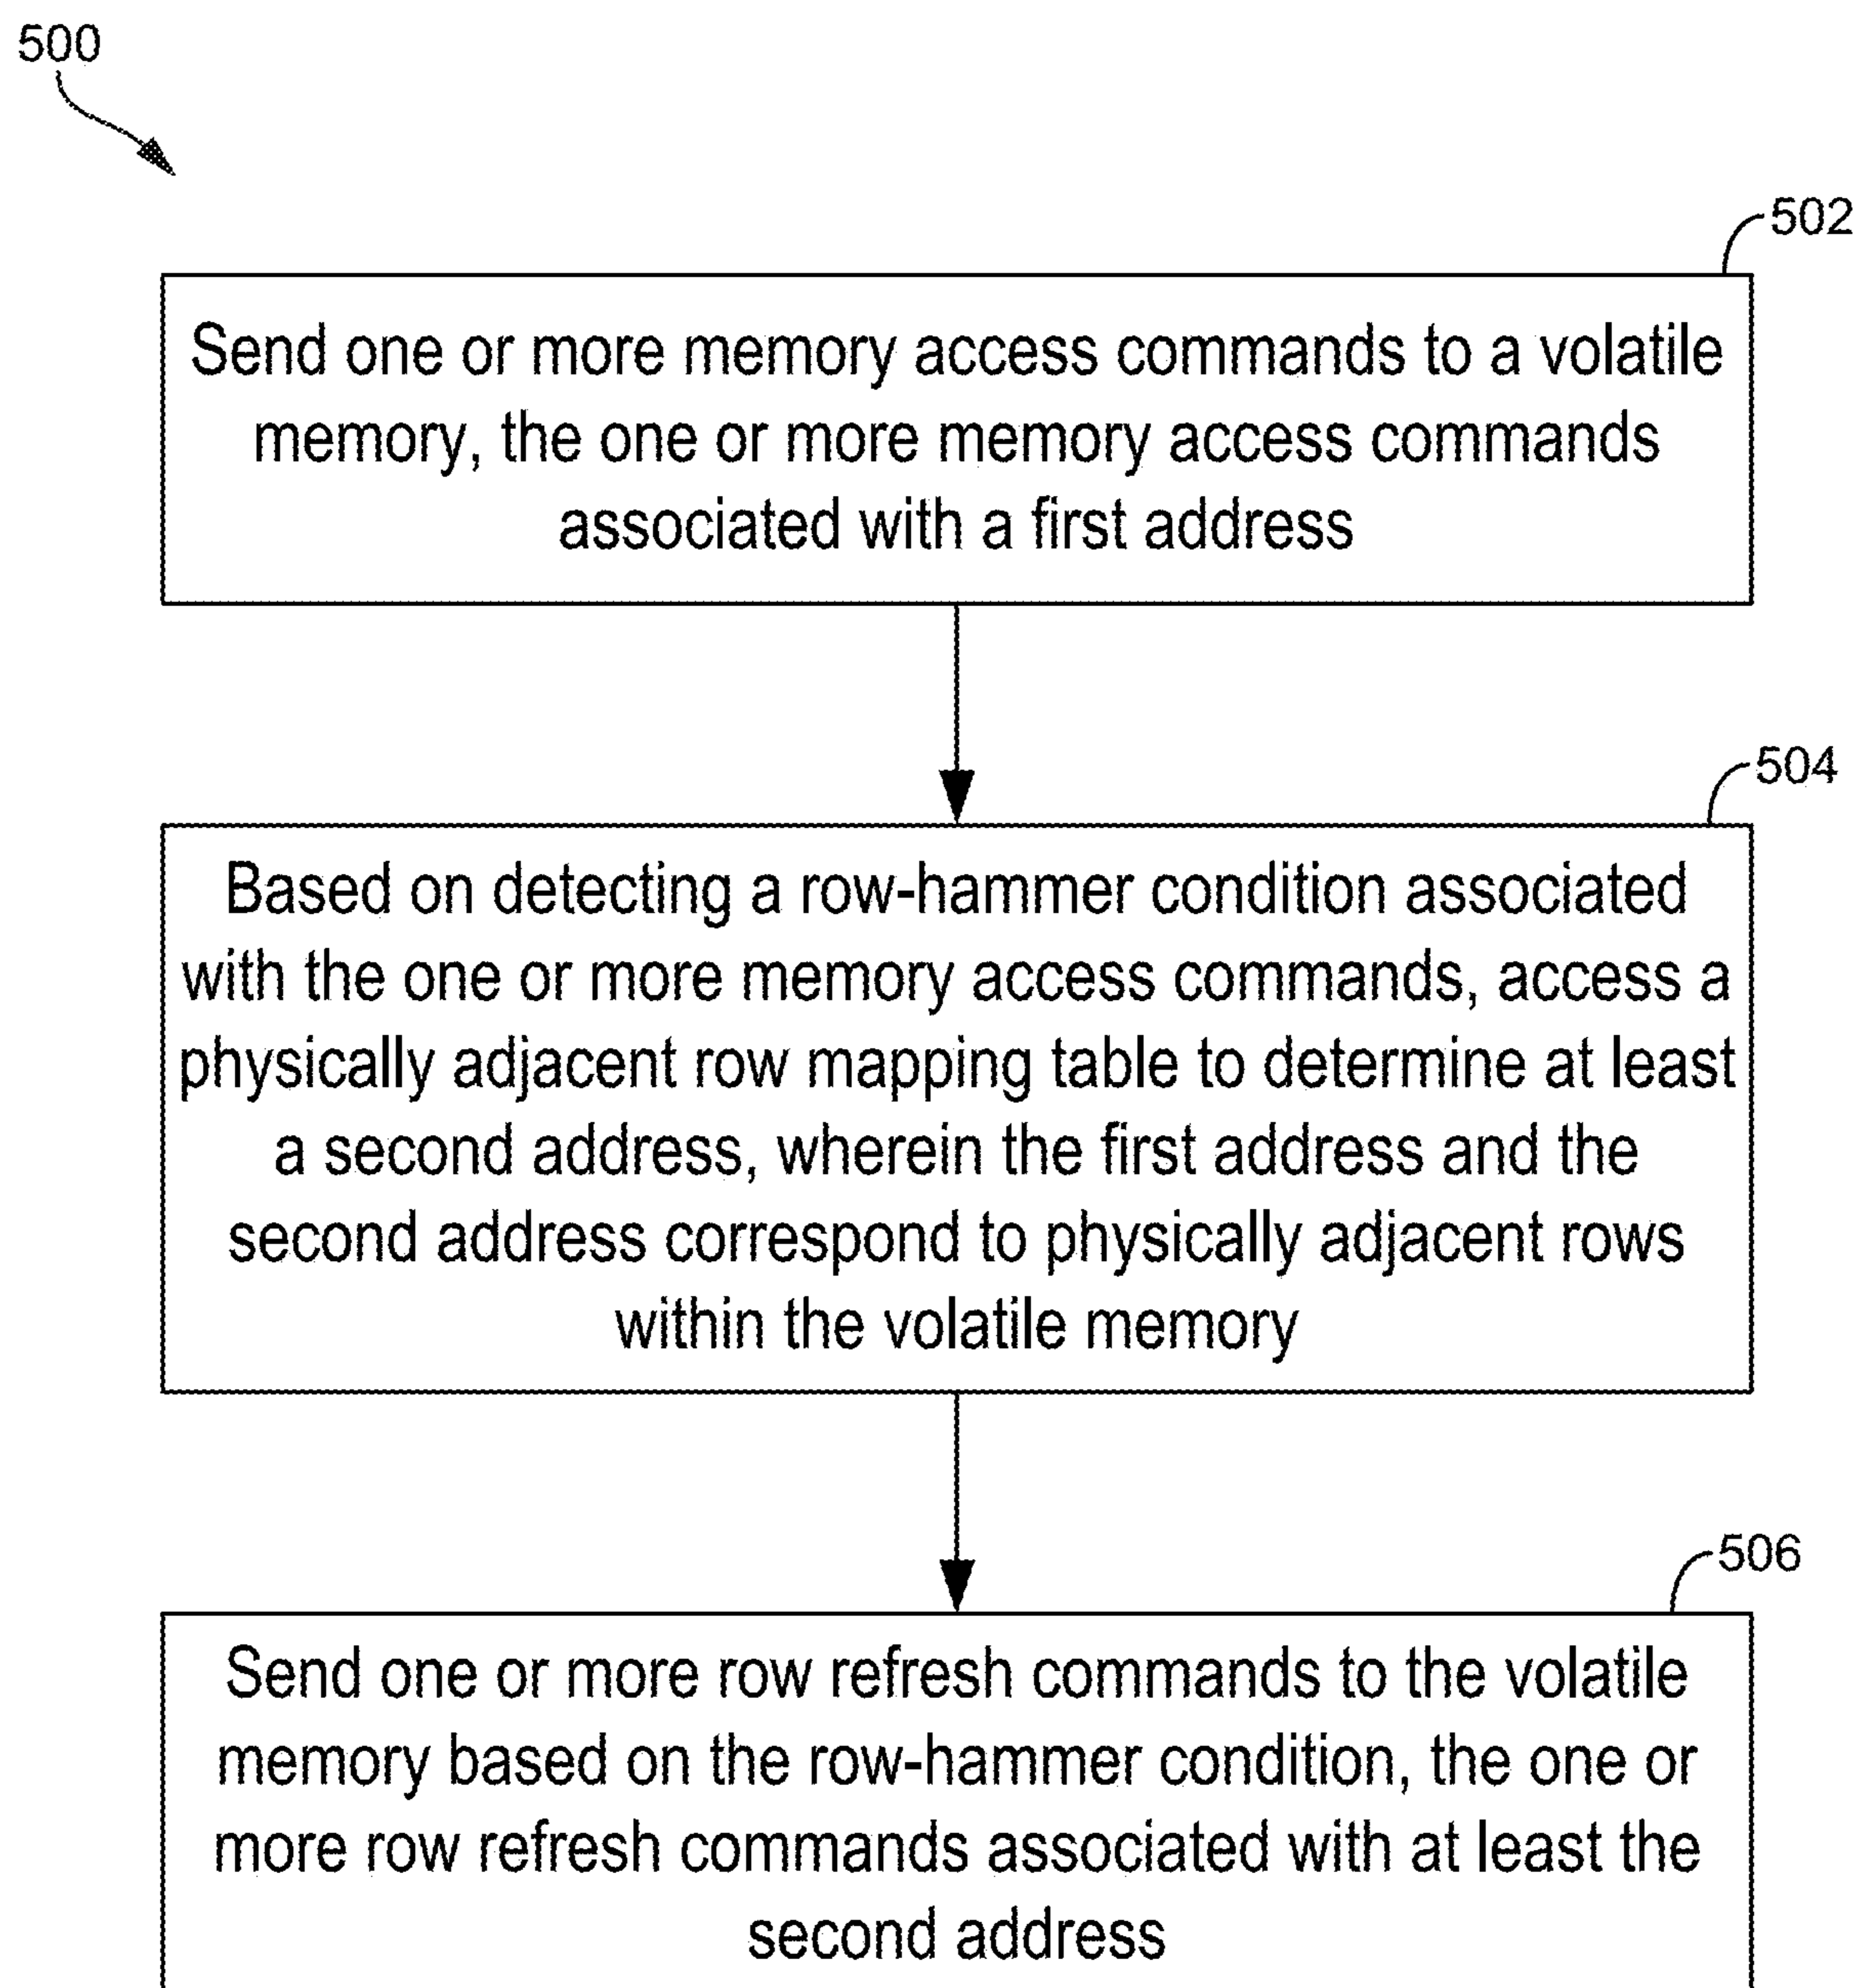 500
502
Send one or more memory access commands to a volatile
memory, the one or more memory access commands
associated with a first address
504
Based on detecting a row-hammer condition associated
with the one or more memory access commands, access a
physically adjacent row mapping table to determine at least
a second address, wherein the first address and the
second address correspond to physically adjacent rows
within the volatile memory
506
Send one or more row refresh commands to the volatile
memory based on the row-hammer condition, the one or
more row refresh commands associated with at least the
second address